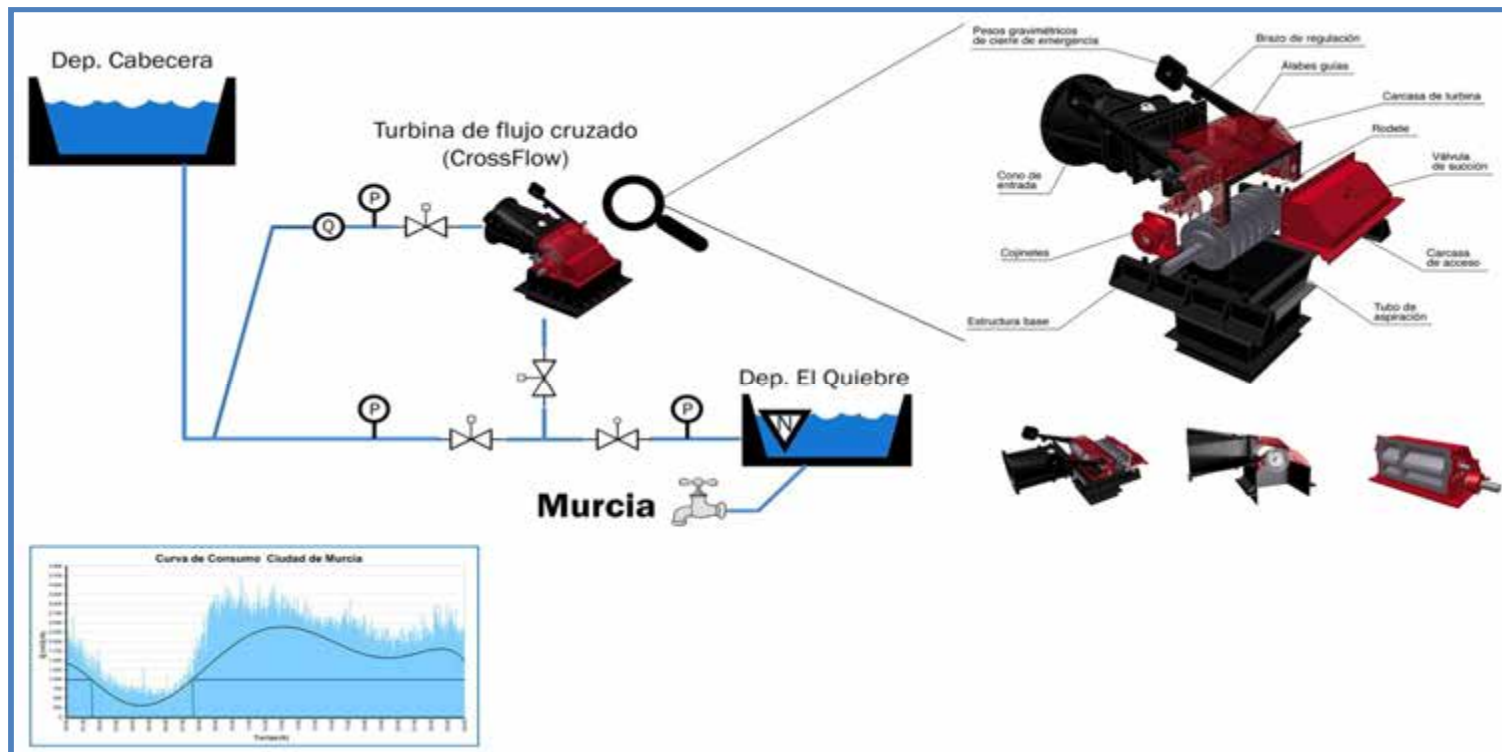 Dep. Cabecera
Turbina de flujo cruzado
(CrossFlow)
Q
P
P
P
Dep. El Quiebre
N
Murcia
Pesos gravimétricos
de cierre de emergencia
Brazo de regulación
Álabes guías
Carcasa de turbina
Rodete
Válvula
de succión
Cono de
entrada
Cojinetes
Carcasa
de acceso
Estructura base
Tubo de
aspiración
Curva de Consumo Ciudad de Murcia